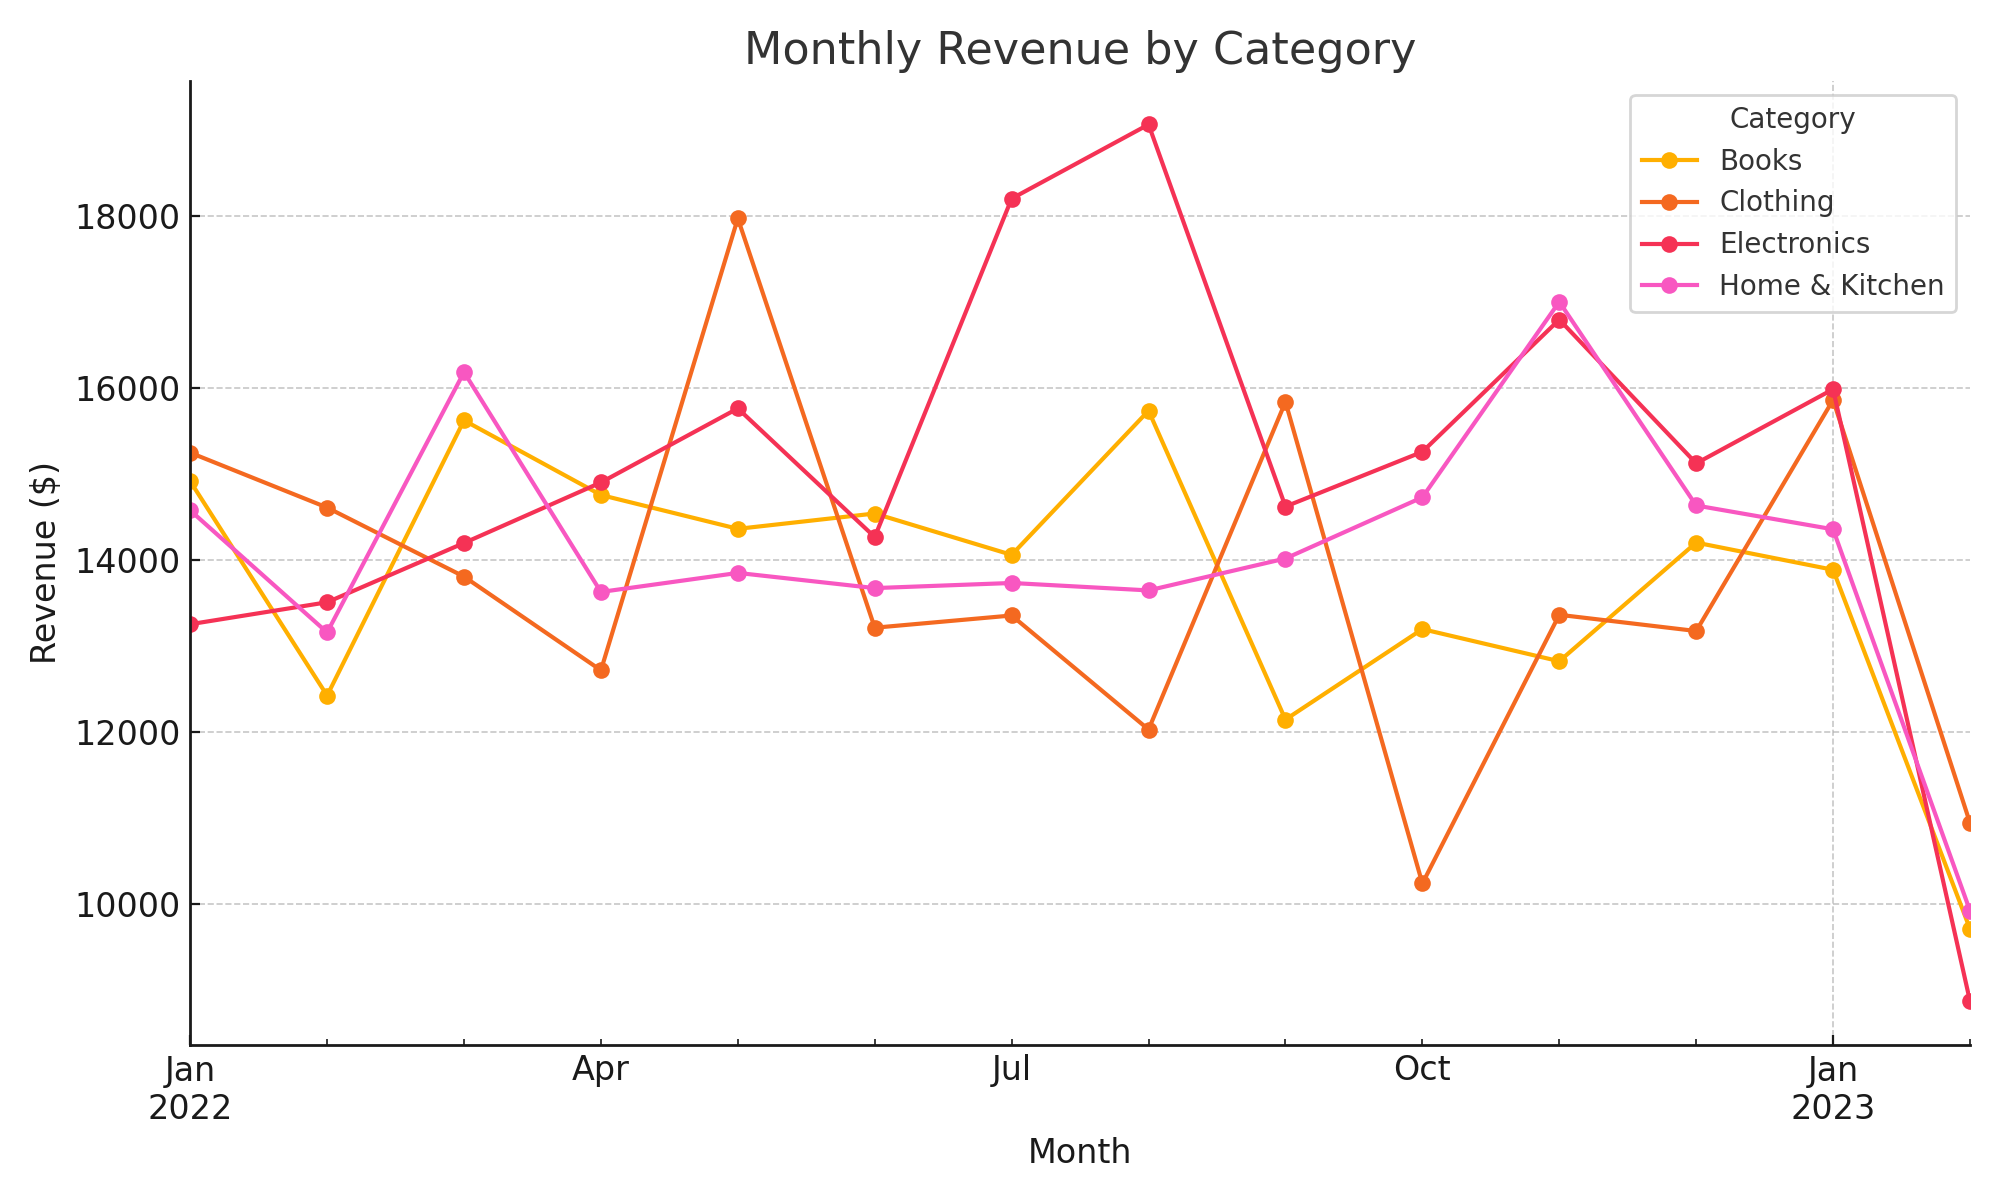 Monthly Revenue by Category
Category
Books
Clothing
Electronics
Home & Kitchen
Revenue ($)
18000
16000
14000
12000
10000
Jan
2022
Apr
Jul
Oct
Jan
2023
Month